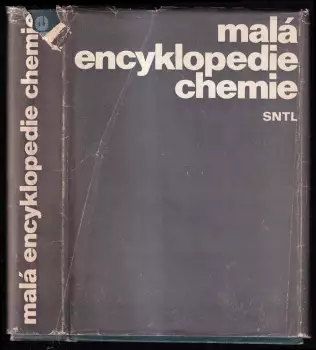 malá encyklopedie chemie
malá
encyklopedie
chemie
SNTL